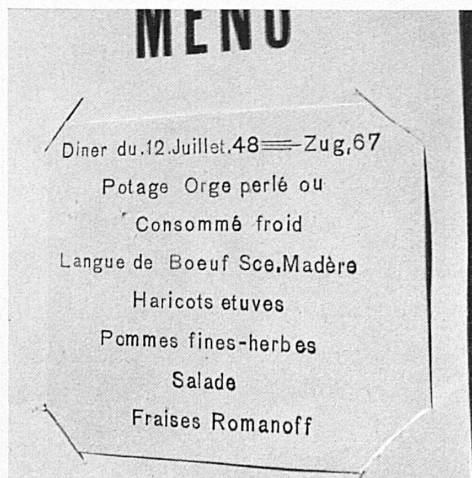 MENU
Diner du.12.Juillet.48═Zug,67
Potage Orge perlé ou
Consommé froid
Langue de Boeuf Sce.Madère
Haricots etuves
Pommes fines-herbes
Salade
Fraises Romanoff